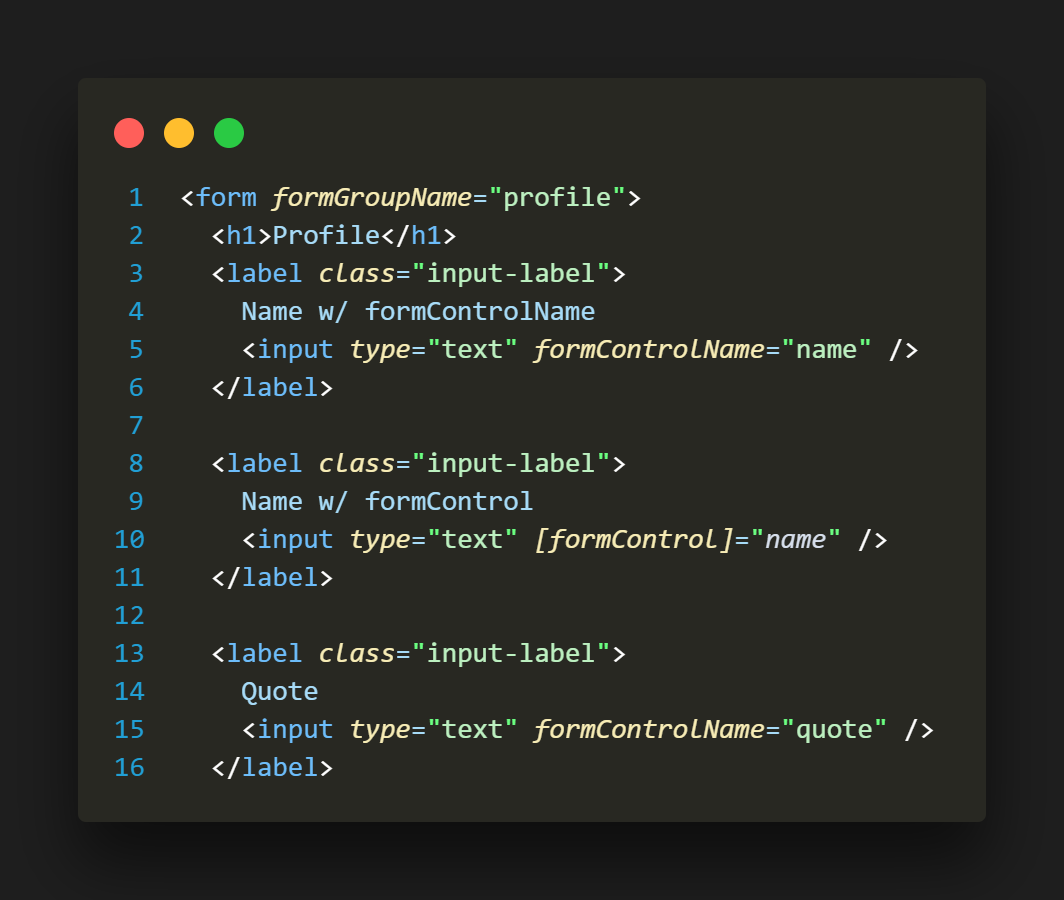 1 <form formGroupName="profile">
2   <h1>Profile</h1>
3   <label class="input-label">
4     Name w/ formControlName
5     <input type="text" formControlName="name" />
6   </label>
7
8   <label class="input-label">
9     Name w/ formControl
10     <input type="text" [formControl]="name" />
11   </label>
12
13   <label class="input-label">
14     Quote
15     <input type="text" formControlName="quote" />
16   </label>